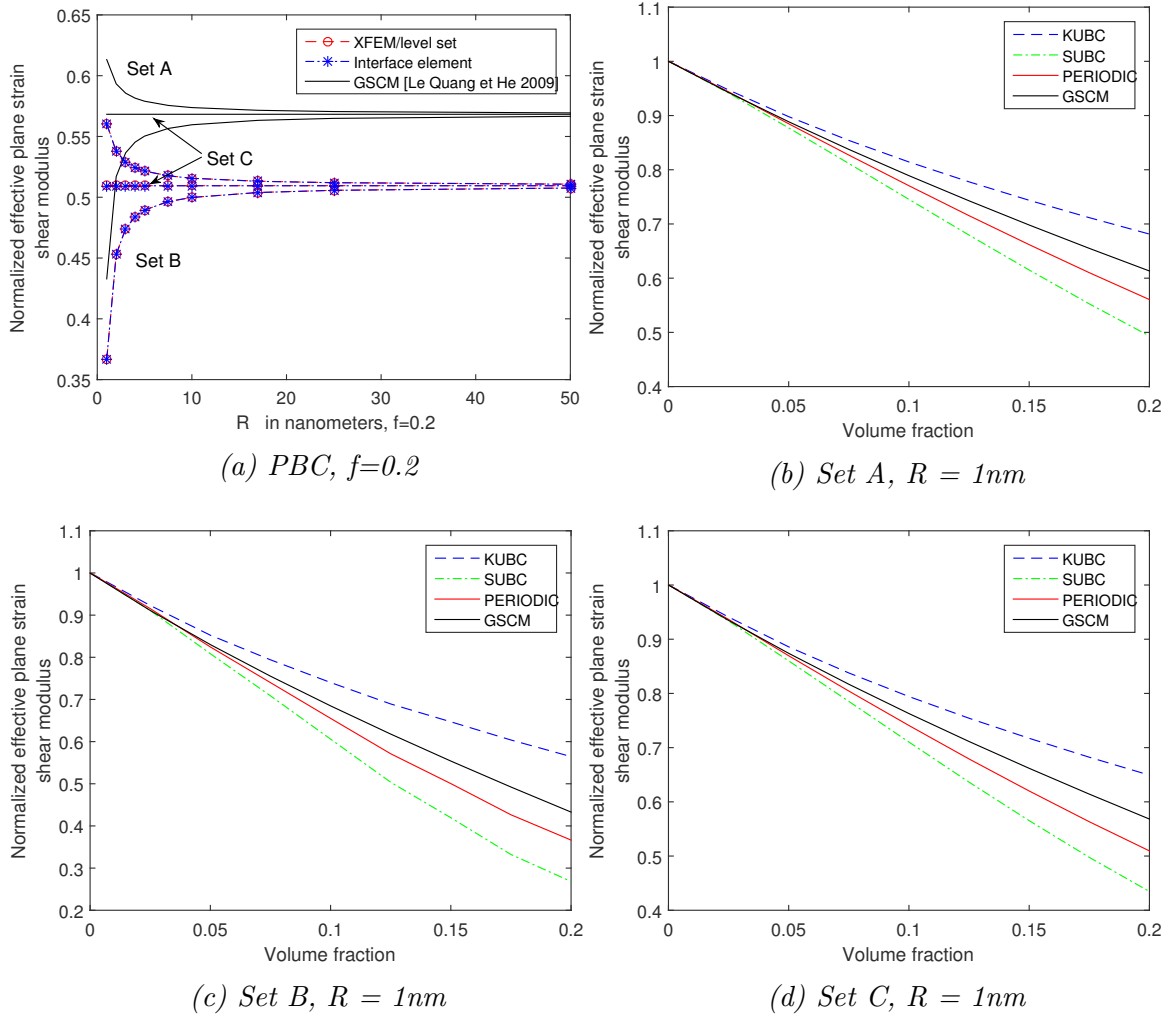 0.65
0.6
0.55
0.5
0.45
0.4
0.35
0
10
20
30
40
50
Normalized effective plane strain
shear modulus
R in nanometers, f=0.2
XFEM/level set
Interface element
GSCM [Le Quang et He 2009]
Set A
Set C
Set B
(a) PBC, f=0.2
1.1
1
0.9
0.8
0.7
0.6
0.5
0.4
0
0.05
0.1
0.15
0.2
Normalized effective plane strain
shear modulus
Volume fraction
KUBC
SUBC
PERIODIC
GSCM
(b) Set A, R = 1nm
1.1
1
0.9
0.8
0.7
0.6
0.5
0.4
0.3
0.2
0
0.05
0.1
0.15
0.2
Normalized effective plane strain
shear modulus
Volume fraction
KUBC
SUBC
PERIODIC
GSCM
(c) Set B, R = 1nm
1.1
1
0.9
0.8
0.7
0.6
0.5
0.4
0
0.05
0.1
0.15
0.2
Normalized effective plane strain
shear modulus
Volume fraction
KUBC
SUBC
PERIODIC
GSCM
(d) Set C, R = 1nm